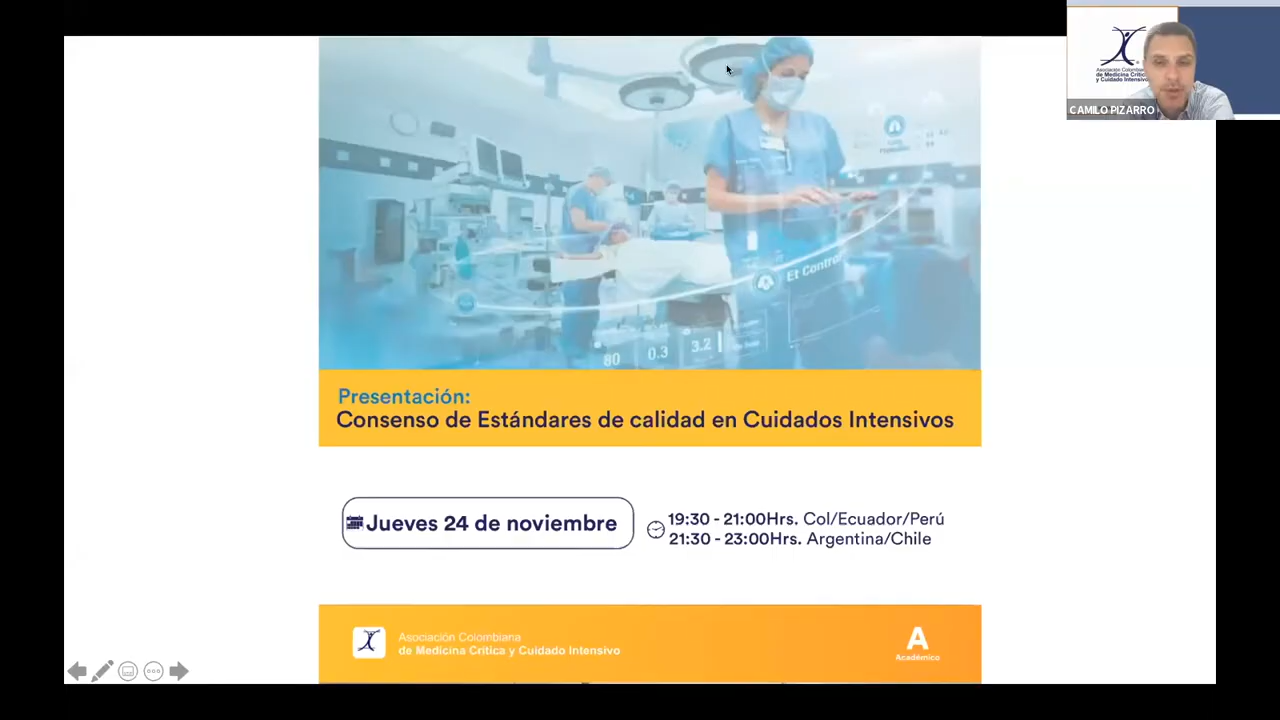 Asociación Colombiana
de Medicina Crítica
y Cuidado Intensivo
CAMILO PIZARRO
Et Control
80
0.3
3.2
Presentación:
Consenso de Estándares de calidad en Cuidados Intensivos
Jueves 24 de noviembre
19:30 - 21:00Hrs. Col/Ecuador/Perú
21:30 - 23:00Hrs. Argentina/Chile
Asociación Colombiana
de Medicina Crítica y Cuidado Intensivo
A
Académico